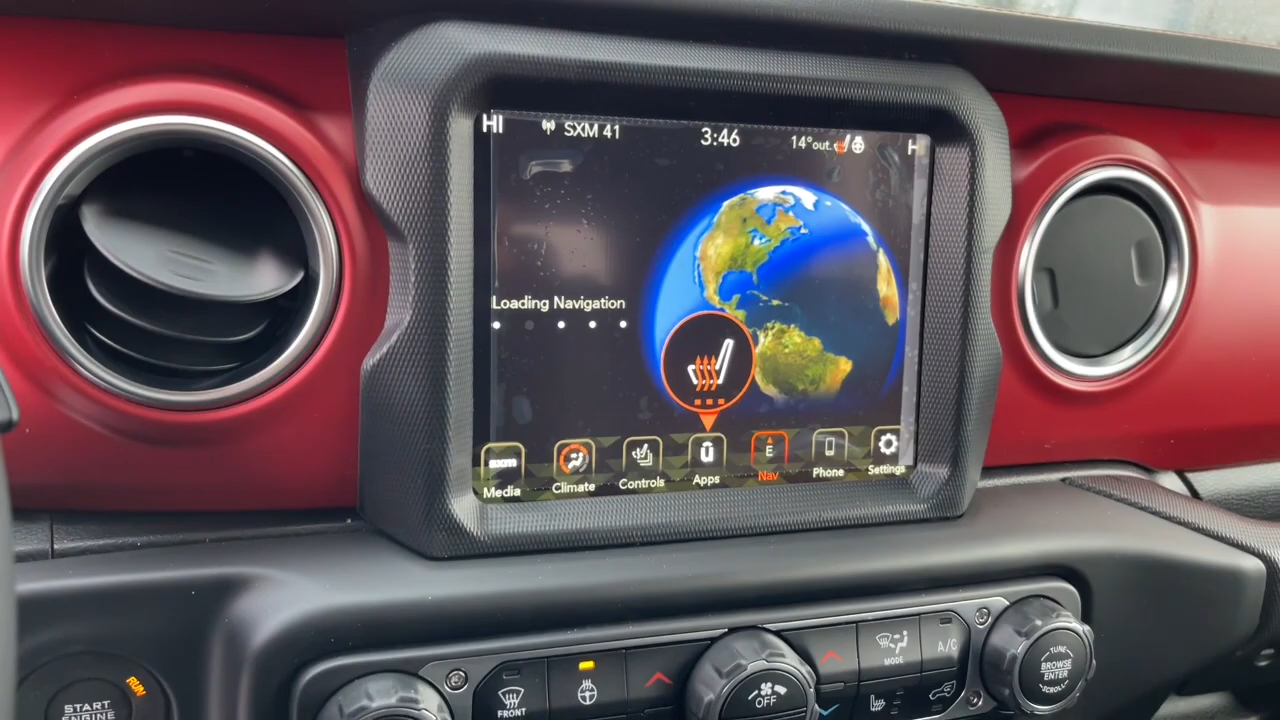 HI
SXM 41
3:46
14°out.
H
Loading Navigation
sxm
Media
Climate
Controls
Ü
Apps
E
Nav
Phone
Settings
RUN
START
ENGINE
FRONT
OFF
MODE
A/C
TUNE
BROWSE
ENTER
SCROLL